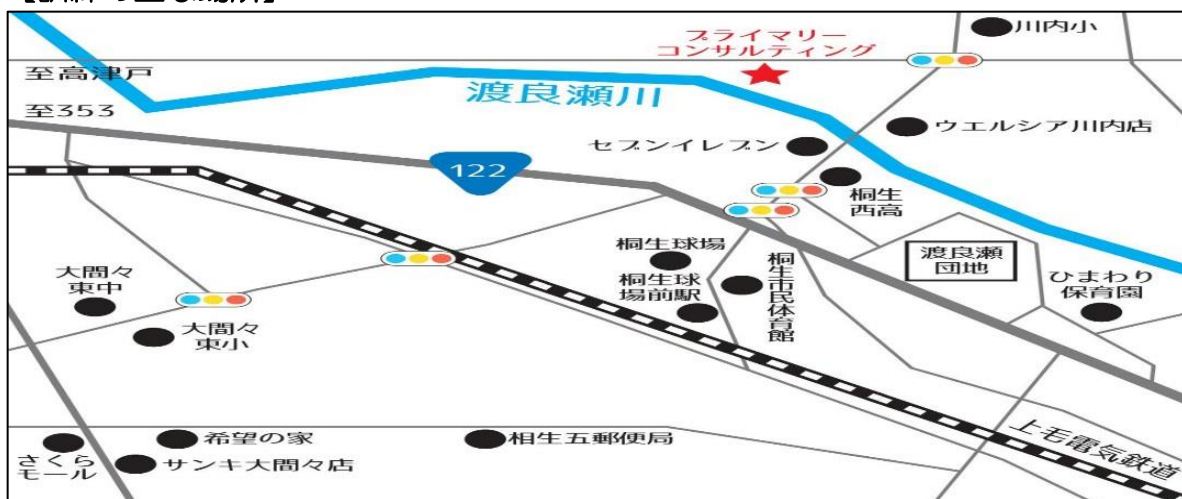 川内小
プライマリー
コンサルティング
至高津戸
渡良瀬川
至353
ウエルシア川内店
セブンイレブン
122
桐生
西高
桐生球場
渡良瀬
団地
大間々
東中
桐生球
場前駅
桐生市民体育館
ひまわり
保育園
大間々
東小
希望の家
相生五郵便局
上毛電気鉄道
さくら
モール
サンキ大間々店